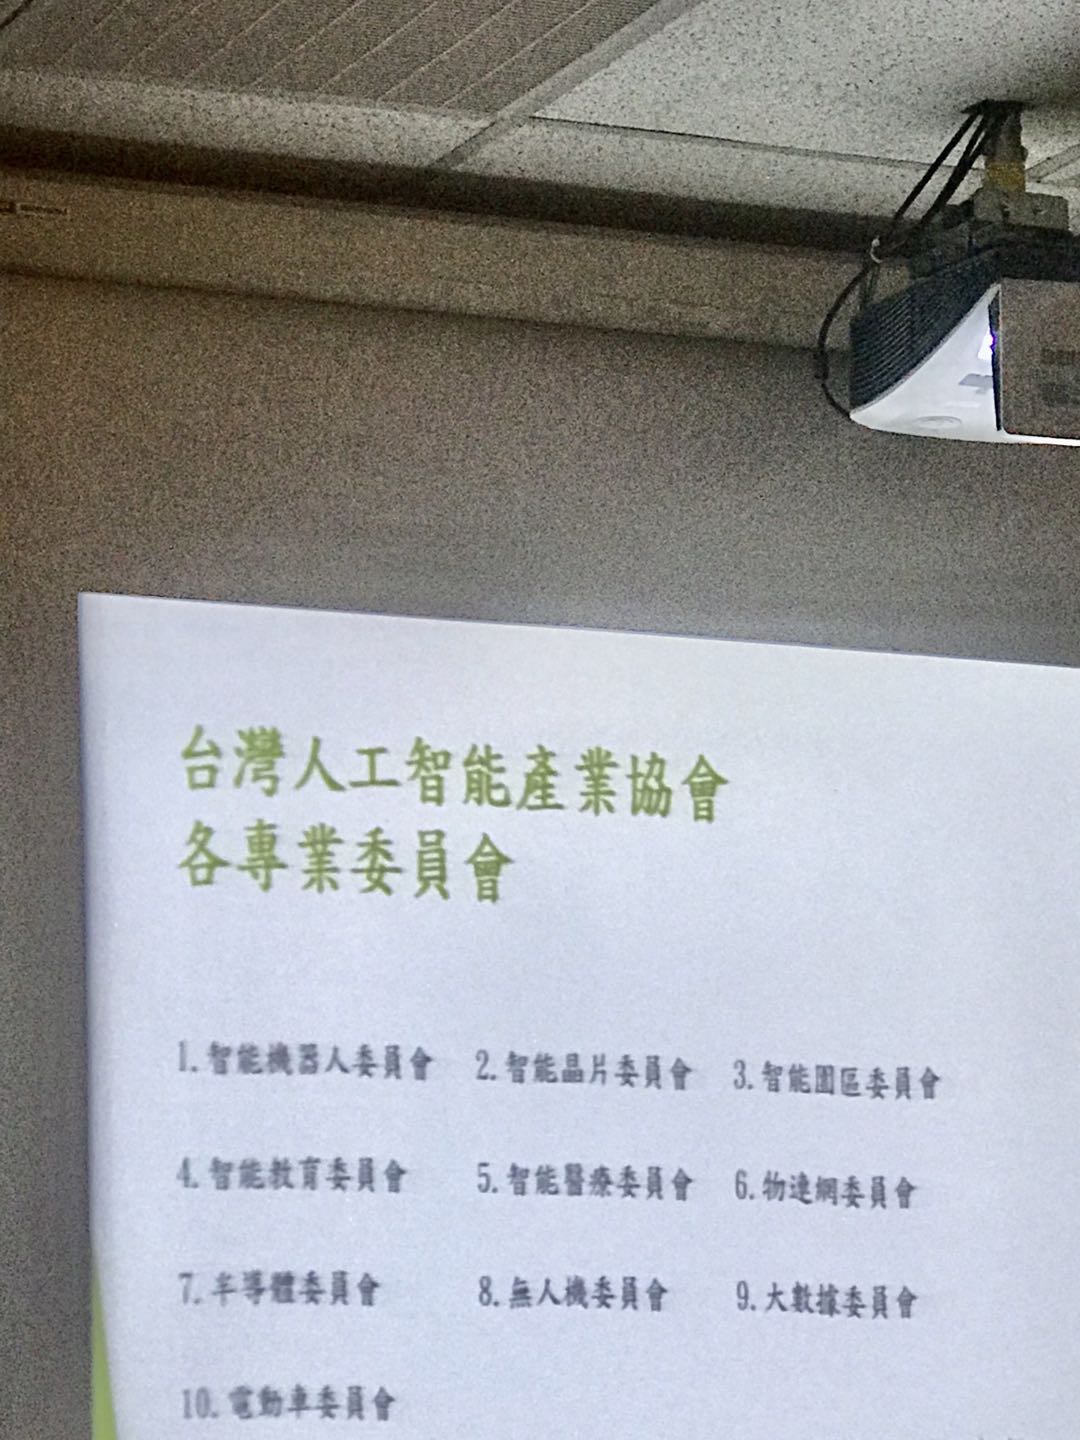 台灣人工智能產業協會
各專業委員會
1.智能機器人委員會 2.智能晶片委員會 3.智能園區委員會
4.智能教育委員會 5.智能醫療委員會 6.物連網委員會
7.半導體委員會 8.無人機委員會 9.大數據委員會
10.電動車委員會